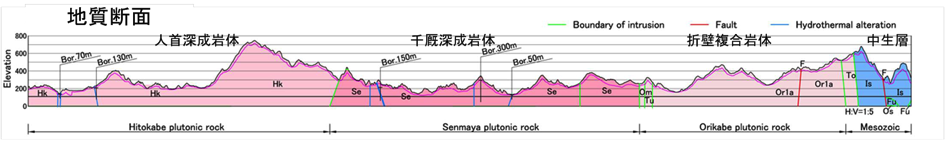 地質断面
Boundary of intrusion
Fault
Hydrothermal alteration
人首深成岩体
千厩深成岩体
折壁複合岩体
中生層
Elevation
800
600
400
200
0
Bor.70m
Bor.130m
Bor.150m
Bor.300m
Bor.50m
F
F
Hk
Hk
Hk
Se
Se
Se
Se
Om
Tu
Or1a
Or1a
To
Is
Is
Fu
H:V=1:5
Os
Fu
Hitokabe plutonic rock
Senmaya plutonic rock
Orikabe plutonic rock
Mesozoic